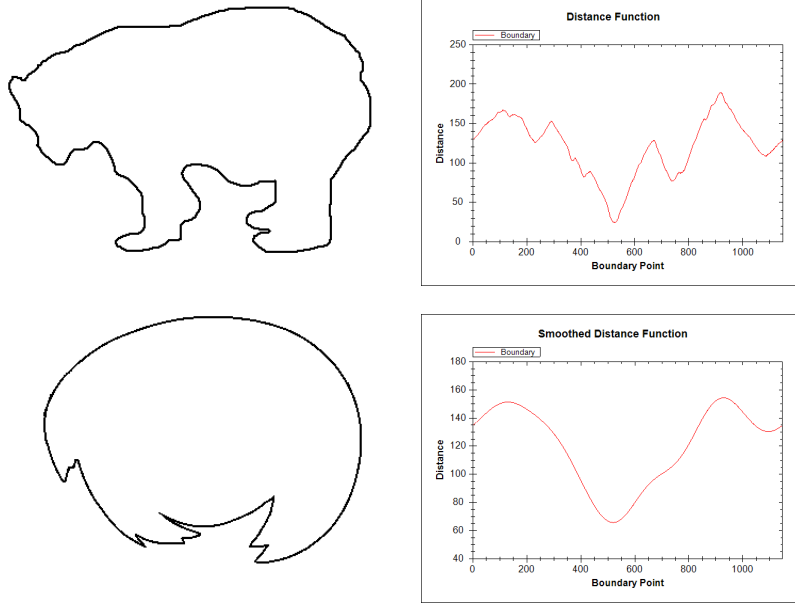 Distance Function
Boundary
250
200
150
100
50
0
Distance
0 200 400 600 800 1000
Boundary Point
Smoothed Distance Function
Boundary
180
160
140
120
100
80
60
40
Distance
0 200 400 600 800 1000
Boundary Point